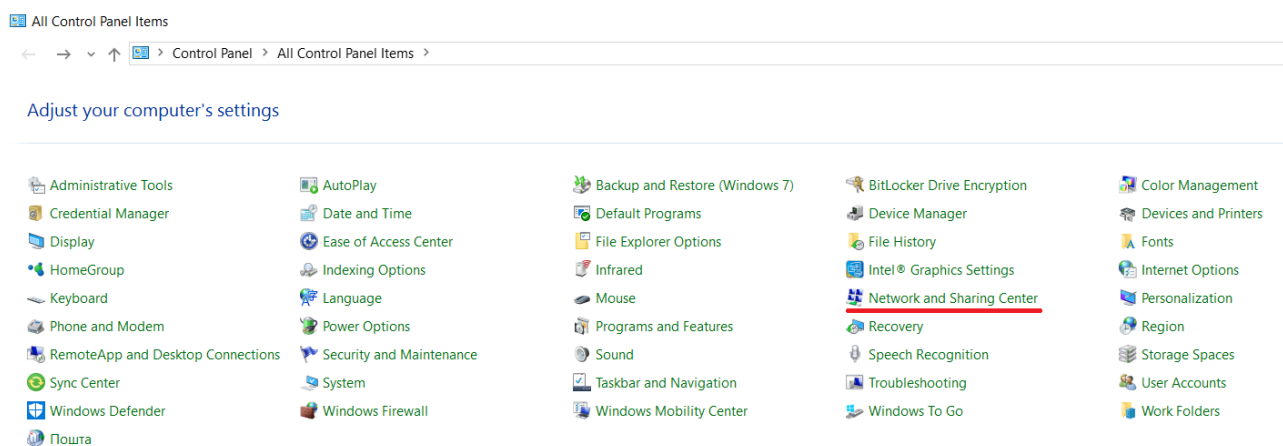 All Control Panel Items
Control Panel > All Control Panel Items >
Adjust your computer's settings
Administrative Tools AutoPlay Backup and Restore (Windows 7) BitLocker Drive Encryption Color Management
Credential Manager Date and Time Default Programs Device Manager Devices and Printers
Display Ease of Access Center File Explorer Options File History Fonts
HomeGroup Indexing Options Infrared Intel® Graphics Settings Internet Options
Keyboard Language Mouse Network and Sharing Center Personalization
Phone and Modem Power Options Programs and Features Recovery Region
RemoteApp and Desktop Connections Security and Maintenance Sound Speech Recognition Storage Spaces
Sync Center System Taskbar and Navigation Troubleshooting User Accounts
Windows Defender Windows Firewall Windows Mobility Center Windows To Go Work Folders
Пошта